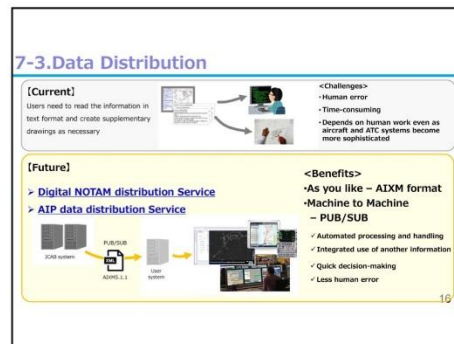 7-3.Data Distribution
【Current】
Users need to read the information in
text format and create supplementary
drawings as necessary
<Challenges>
・Human error
・Time-consuming
・Depends on human work even as
aircraft and ATC systems become
more sophisticated
【Future】
➢ Digital NOTAM distribution Service
➢ AIP data distribution Service
JCAB system
PUB/SUB
XML
AIXM5.1.1
User
system
<Benefits>
・As you like – AIXM format
・Machine to Machine
– PUB/SUB
✓ Automated processing and handling
✓ Integrated use of another information
✓ Quick decision-making
✓ Less human error
16